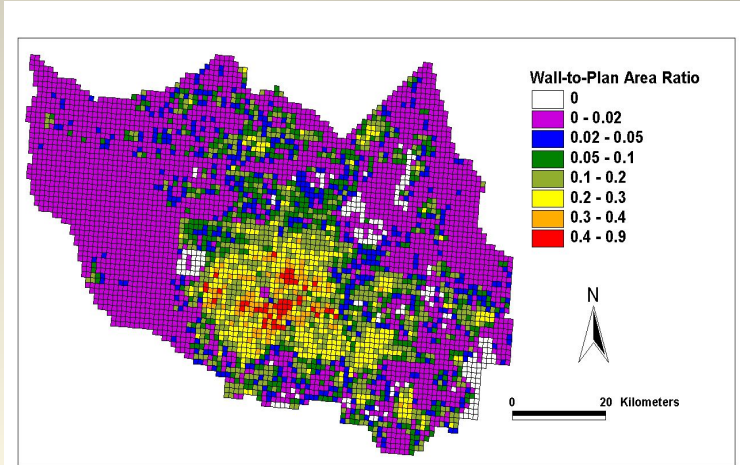 Wall-to-Plan Area Ratio
0
0 - 0.02
0.02 - 0.05
0.05 - 0.1
0.1 - 0.2
0.2 - 0.3
0.3 - 0.4
0.4 - 0.9
N
0 20 Kilometers